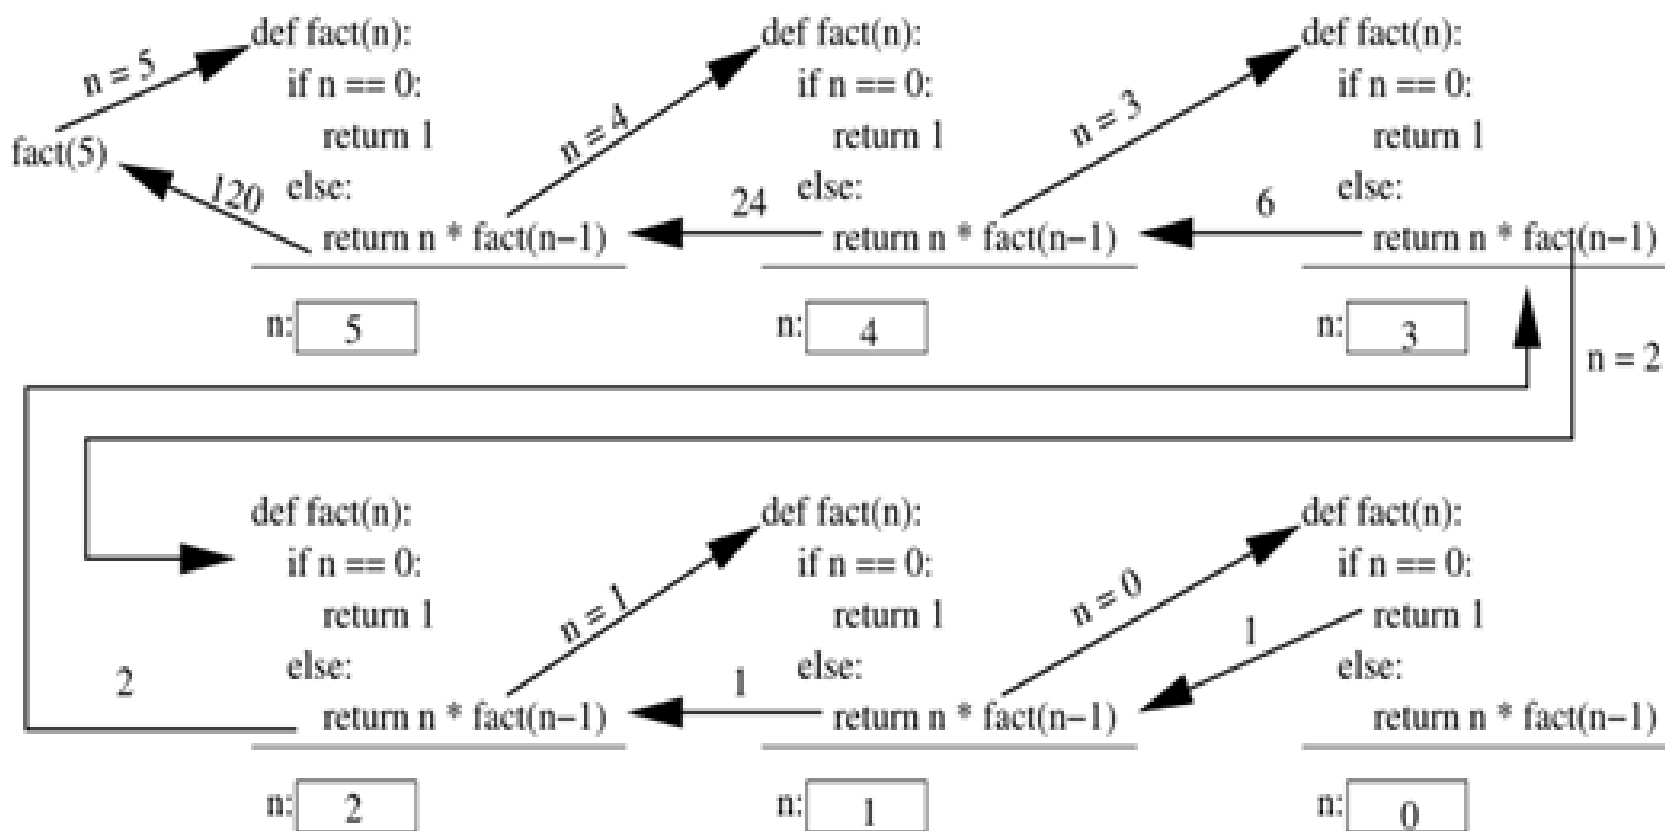 n = 5
fact(5)
120
def fact(n):
if n == 0:
return 1
else:
return n * fact(n−1)
n: 5
n = 4
24
def fact(n):
if n == 0:
return 1
else:
return n * fact(n−1)
n: 4
n = 3
6
def fact(n):
if n == 0:
return 1
else:
return n * fact(n−1)
n: 3
n = 2
2
def fact(n):
if n == 0:
return 1
else:
return n * fact(n−1)
n: 2
n = 1
1
def fact(n):
if n == 0:
return 1
else:
return n * fact(n−1)
n: 1
n = 0
1
def fact(n):
if n == 0:
return 1
else:
return n * fact(n−1)
n: 0